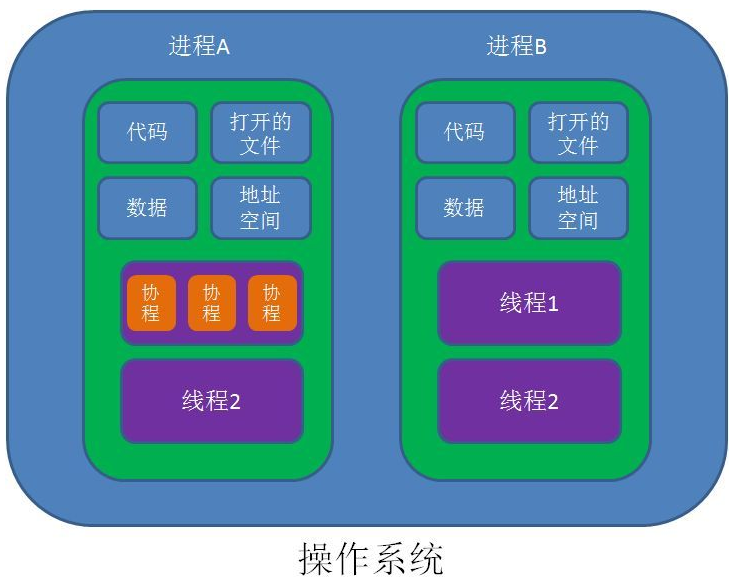 进程A
进程B
代码
打开的
文件
代码
打开的
文件
数据
地址
空间
数据
地址
空间
协
程
协
程
协
程
线程1
线程2
线程2
操作系统